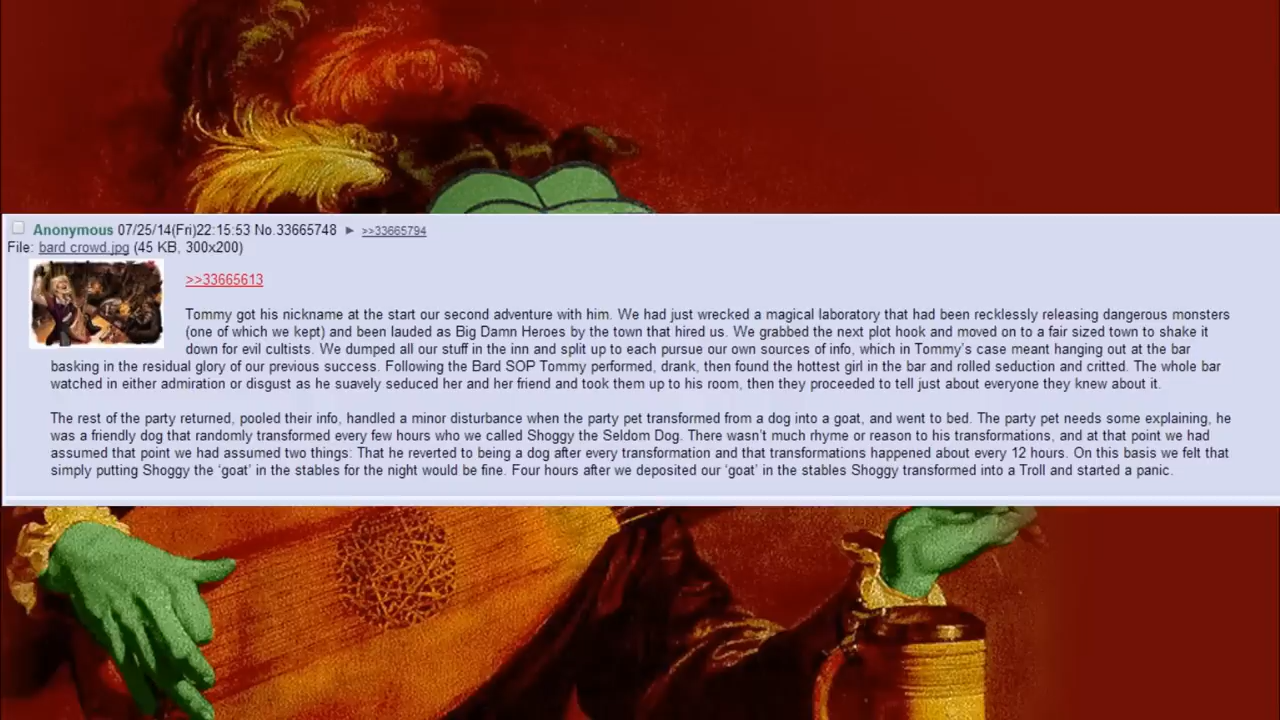 Anonymous 07/25/14(Fri)22:15:53 No.33665748 ► >>33665794
File: bard crowd.jpg (45 KB, 300x200)
>>33665613
Tommy got his nickname at the start our second adventure with him. We had just wrecked a magical laboratory that had been recklessly releasing dangerous monsters
(one of which we kept) and been lauded as Big Damn Heroes by the town that hired us. We grabbed the next plot hook and moved on to a fair sized town to shake it
down for evil cultists. We dumped all our stuff in the inn and split up to each pursue our own sources of info, which in Tommy's case meant hanging out at the bar
basking in the residual glory of our previous success. Following the Bard SOP Tommy performed, drank, then found the hottest girl in the bar and rolled seduction and critted. The whole bar
watched in either admiration or disgust as he suavely seduced her and her friend and took them up to his room, then they proceeded to tell just about everyone they knew about it.
The rest of the party returned, pooled their info, handled a minor disturbance when the party pet transformed from a dog into a goat, and went to bed. The party pet needs some explaining, he
was a friendly dog that randomly transformed every few hours who we called Shoggy the Seldom Dog. There wasn't much rhyme or reason to his transformations, and at that point we had
assumed that point we had assumed two things: That he reverted to being a dog after every transformation and that transformations happened about every 12 hours. On this basis we felt that
simply putting Shoggy the 'goat' in the stables for the night would be fine. Four hours after we deposited our 'goat' in the stables Shoggy transformed into a Troll and started a panic.